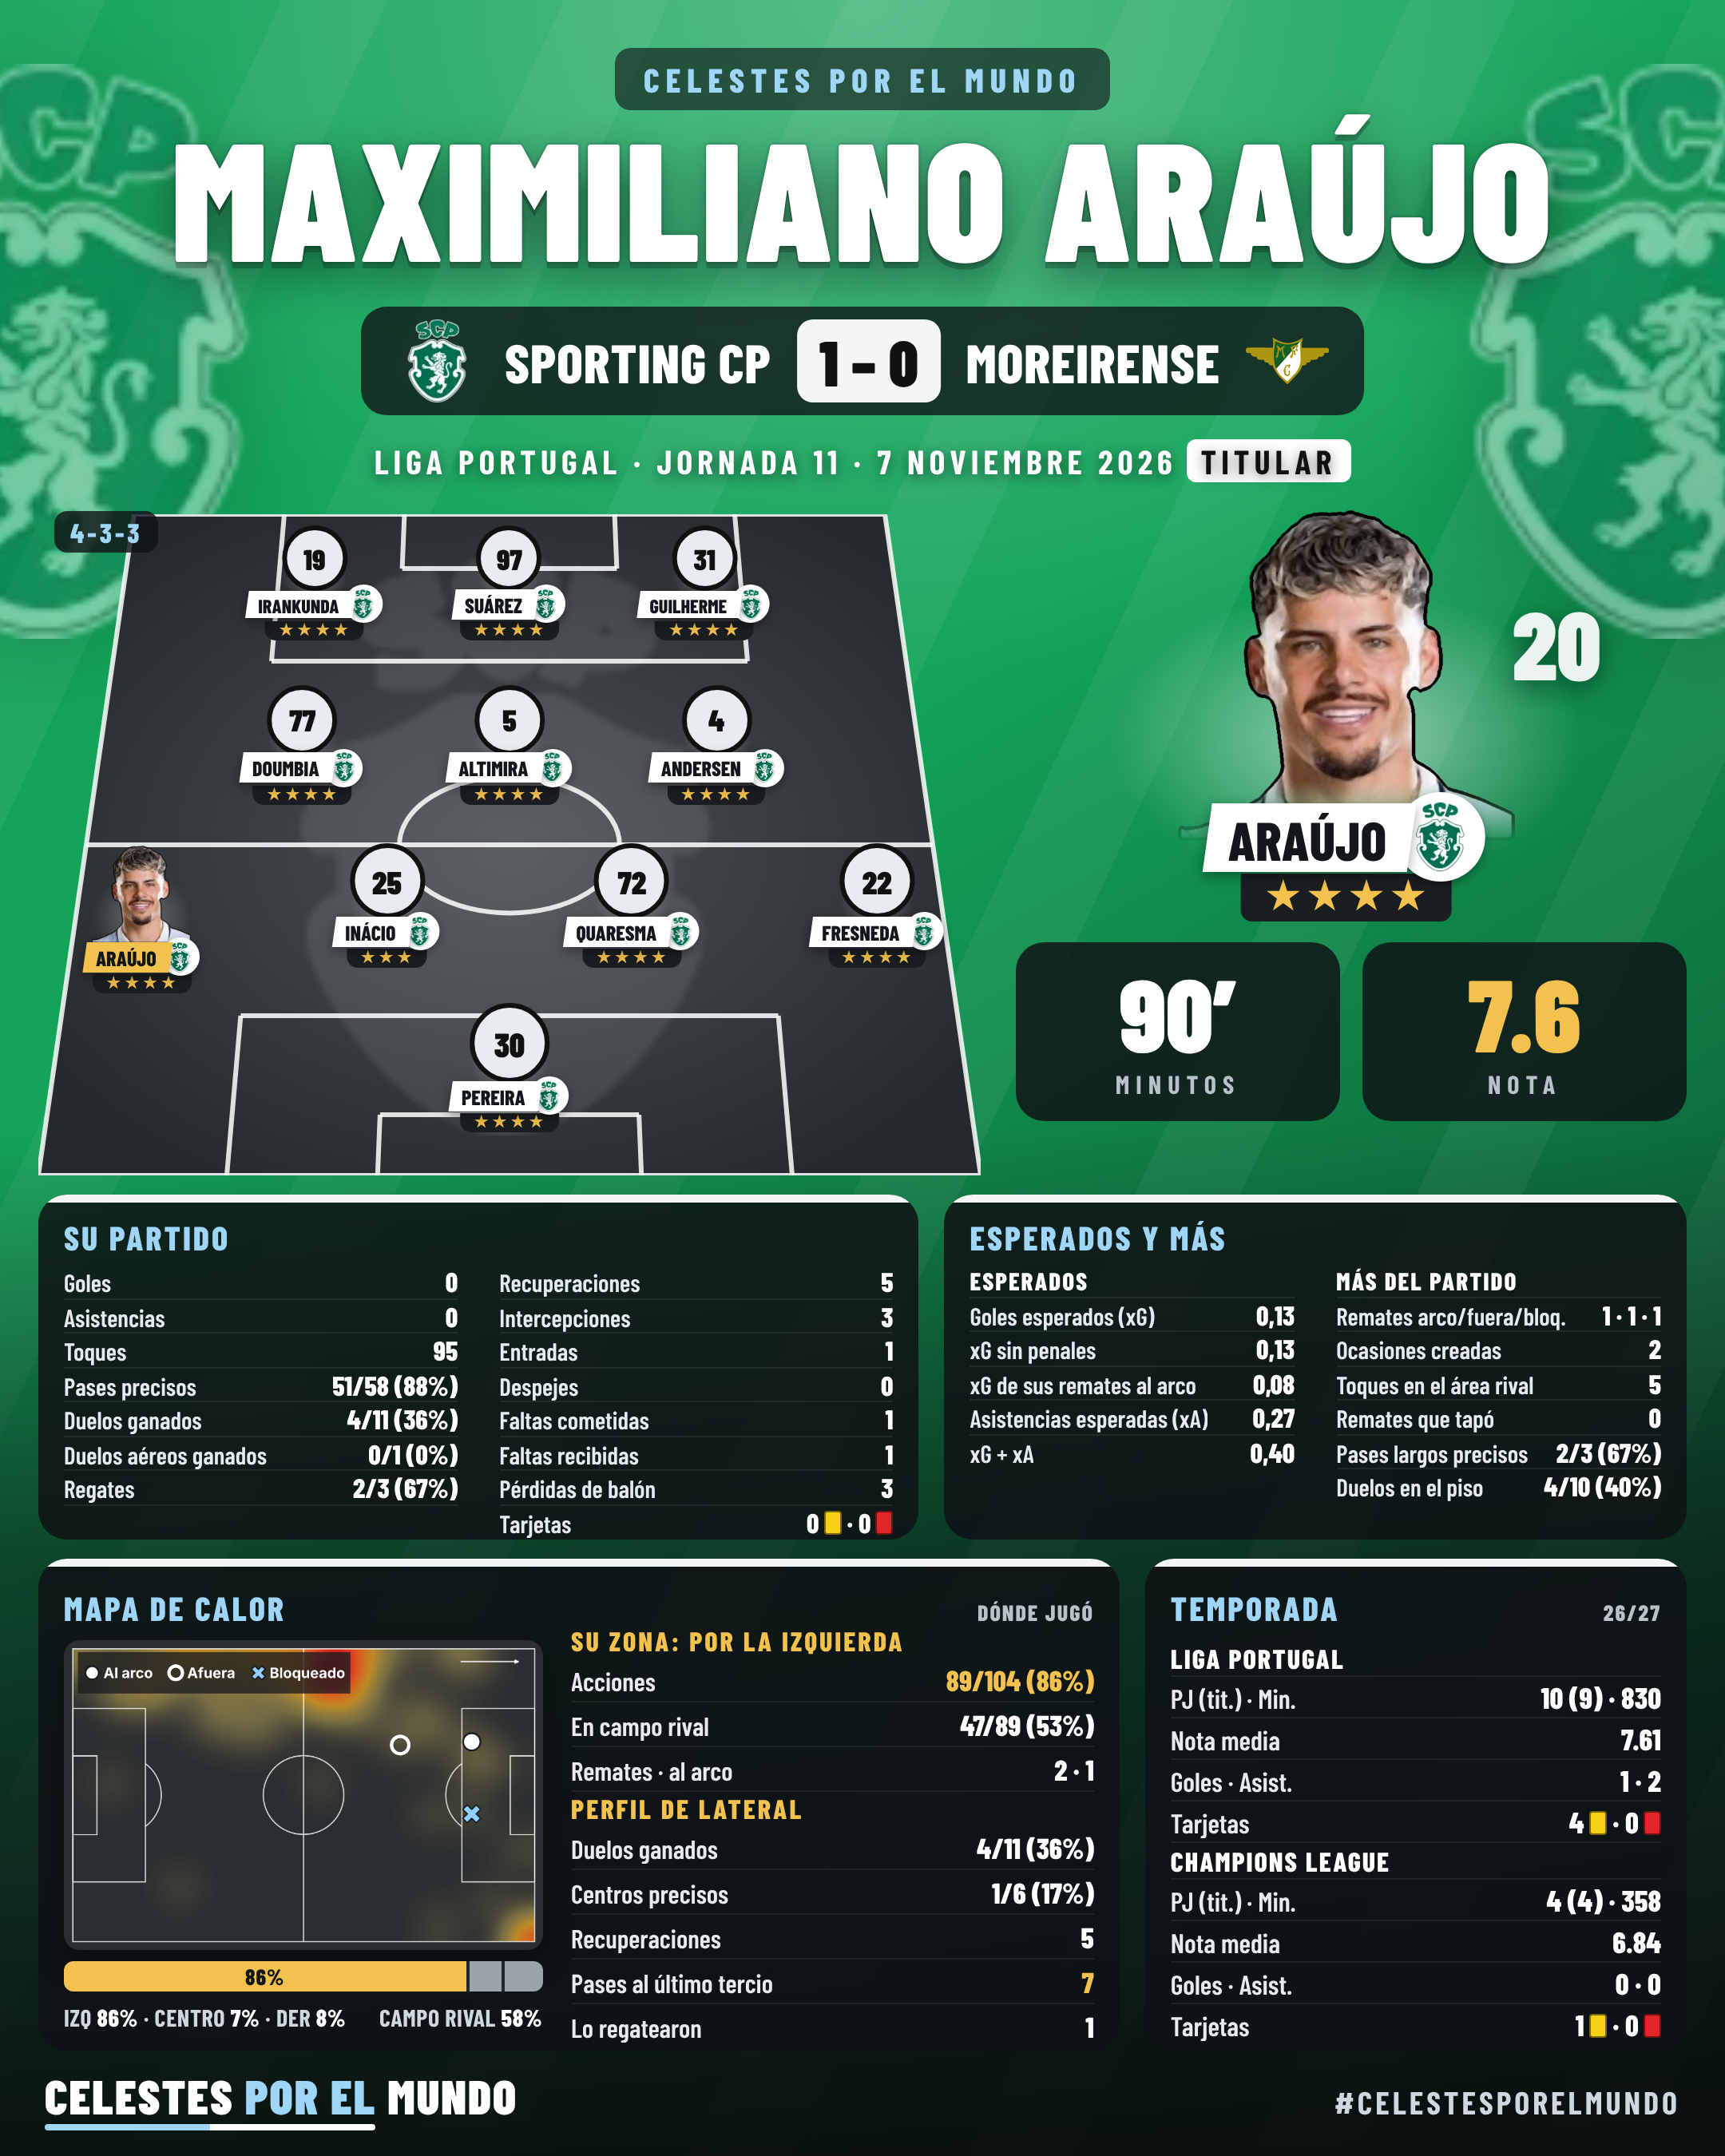 CELESTES POR EL MUNDO
MAXIMILIANO ARAÚJO
SPORTING CP 1 - 0 MOREIRENSE
LIGA PORTUGAL · JORNADA 11 · 7 NOVIEMBRE 2026 TITULAR
4-3-3
19 97 31
IRANKUNDA SUÁREZ GUILHERME
77 5 4
DOUMBIA ALTIMIRA ANDERSEN
25 72 22
ARAÚJO INÁCIO QUARESMA FRESNEDA
30
PEREIRA
20
SCP
ARAÚJO
90′ 7.6
MINUTOS NOTA
SU PARTIDO
Goles 0
Asistencias 0
Toques 95
Pases precisos 51/58 (88%)
Duelos ganados 4/11 (36%)
Duelos aéreos ganados 0/1 (0%)
Regates 2/3 (67%)
Recuperaciones 5
Intercepciones 3
Entradas 1
Despejes 0
Faltas cometidas 1
Faltas recibidas 1
Pérdidas de balón 3
Tarjetas 0 · 0
ESPERADOS Y MÁS
ESPERADOS
Goles esperados (xG) 0,13
xG sin penales 0,13
xG de sus remates al arco 0,08
Asistencias esperadas (xA) 0,27
xG + xA 0,40
MÁS DEL PARTIDO
Remates arco/fuera/bloq. 1 · 1 · 1
Ocasiones creadas 2
Toques en el área rival 5
Remates que tapó 0
Pases largos precisos 2/3 (67%)
Duelos en el piso 4/10 (40%)
MAPA DE CALOR DÓNDE JUGÓ
Al arco Afuera Bloqueado
86%
IZQ 86% · CENTRO 7% · DER 8% CAMPO RIVAL 58%
SU ZONA: POR LA IZQUIERDA
Acciones 89/104 (86%)
En campo rival 47/89 (53%)
Remates · al arco 2 · 1
PERFIL DE LATERAL
Duelos ganados 4/11 (36%)
Centros precisos 1/6 (17%)
Recuperaciones 5
Pases al último tercio 7
Lo regatearon 1
TEMPORADA 26/27
LIGA PORTUGAL
PJ (tit.) · Min. 10 (9) · 830
Nota media 7.61
Goles · Asist. 1 · 2
Tarjetas 4 · 0
CHAMPIONS LEAGUE
PJ (tit.) · Min. 4 (4) · 358
Nota media 6.84
Goles · Asist. 0 · 0
Tarjetas 1 · 0
CELESTES POR EL MUNDO
#CELESTESPORELMUNDO